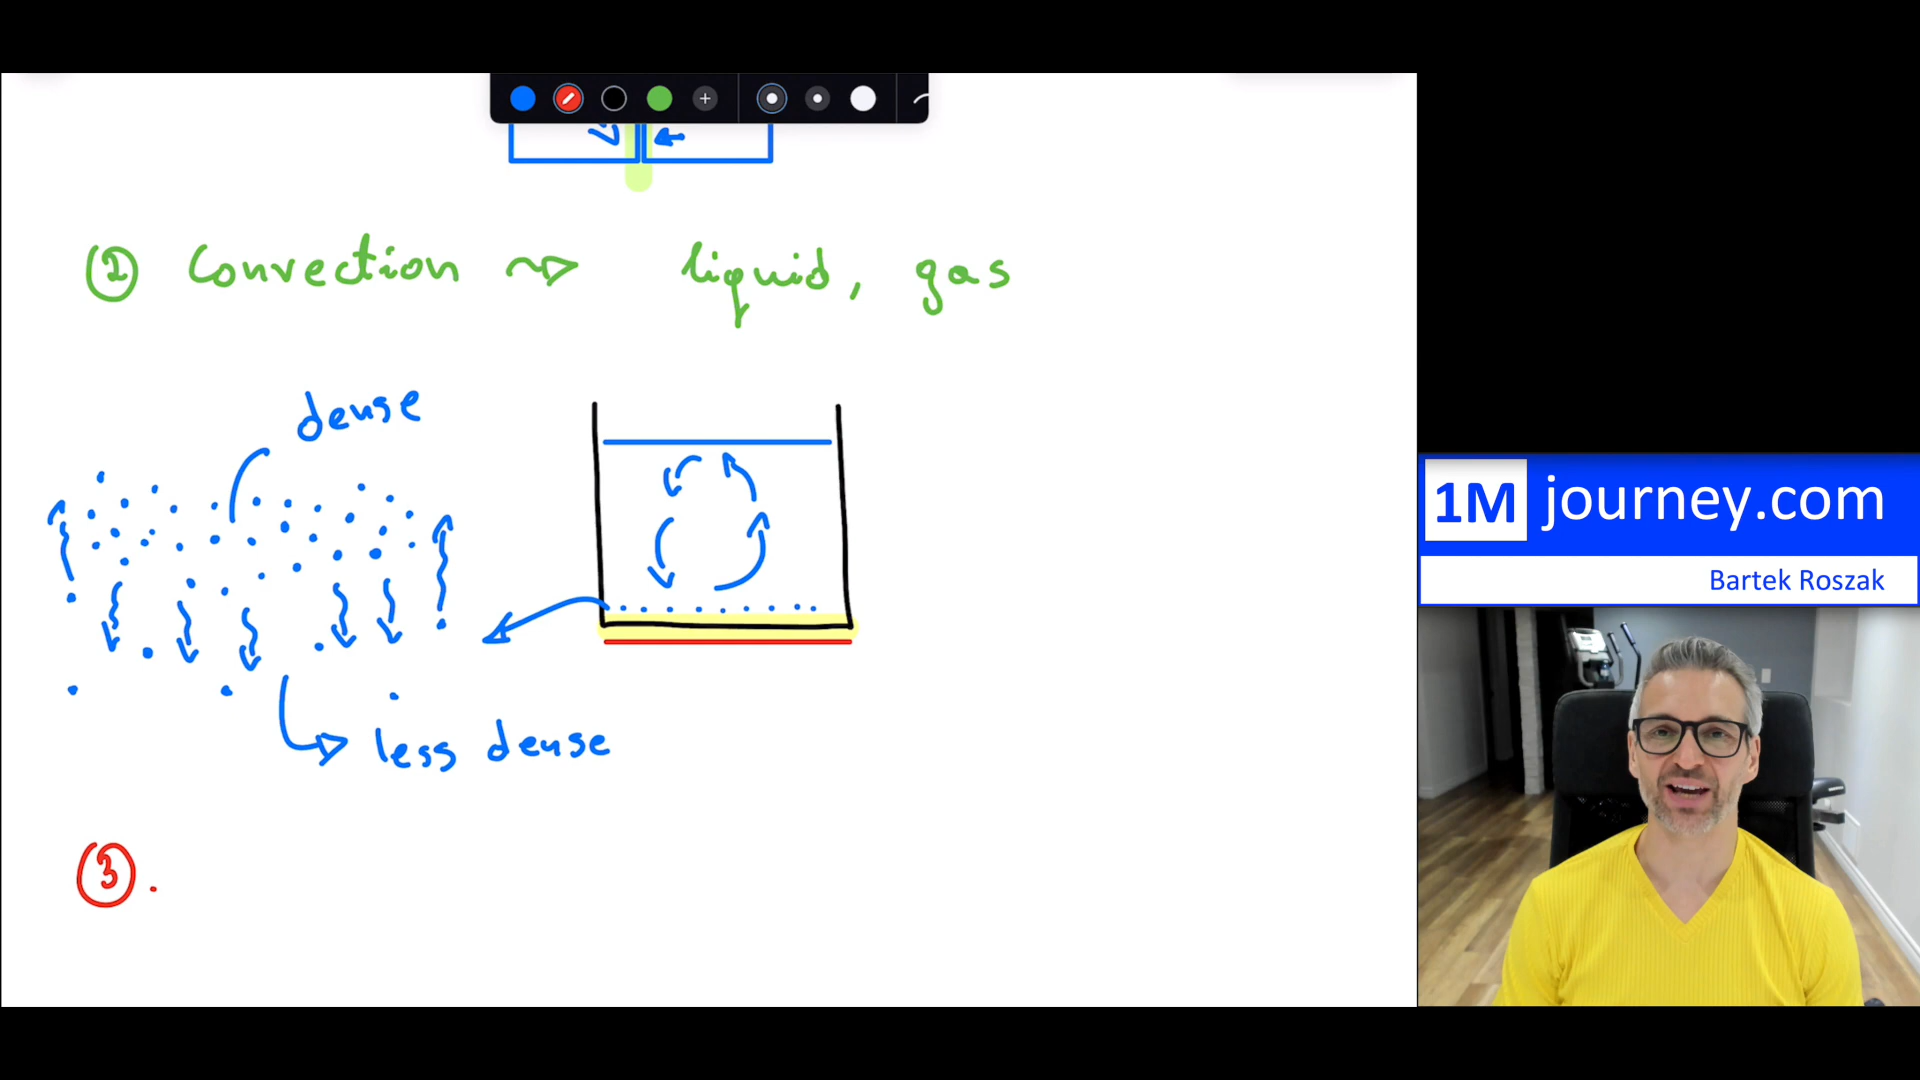 ② Convection ⇝ liquid, gas
dense
less dense
③.
1M journey.com
Bartek Roszak